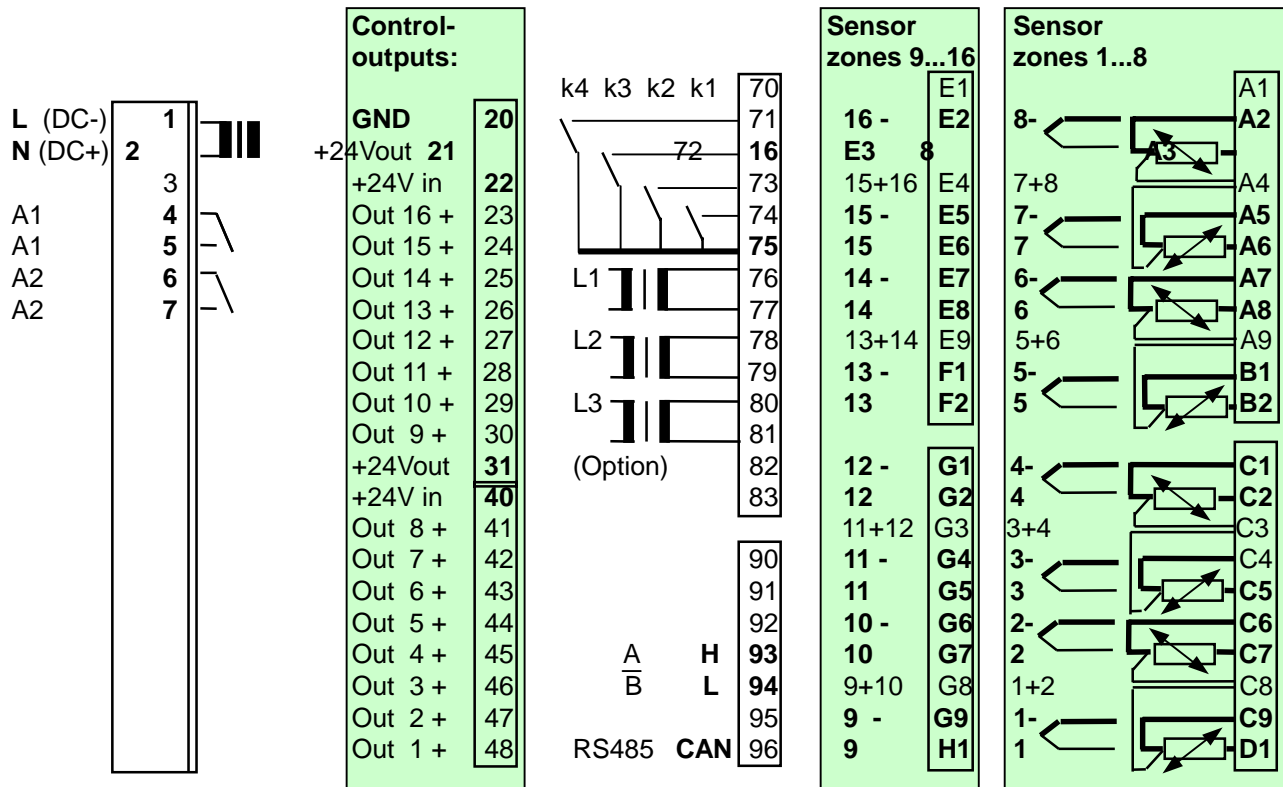 Control-
outputs:
Sensor
zones 9...16
Sensor
zones 1...8
L (DC-) 1
N (DC+) 2
3
A1 4
A1 5
A2 6
A2 7
GND 20
+24Vout 21
+24V in 22
Out 16 + 23
Out 15 + 24
Out 14 + 25
Out 13 + 26
Out 12 + 27
Out 11 + 28
Out 10 + 29
Out 9 + 30
+24Vout 31
+24V in 40
Out 8 + 41
Out 7 + 42
Out 6 + 43
Out 5 + 44
Out 4 + 45
Out 3 + 46
Out 2 + 47
Out 1 + 48
k4 k3 k2 k1 70
71
72 16
73
74
75
L1 76
77
L2 78
79
L3 80
81
(Option) 82
83
90
91
92
A H 93
B L 94
95
RS485 CAN 96
E1
16 - E2
E3 8
15+16 E4
15 - E5
15 E6
14 - E7
14 E8
13+14 E9
13 - F1
13 F2
12 - G1
12 G2
11+12 G3
11 - G4
11 G5
10 - G6
10 G7
9+10 G8
9 - G9
9 H1
A1
8- A2
A3
7+8 A4
7- A5
7 A6
6- A7
6 A8
5+6 A9
5- B1
5 B2
4- C1
4 C2
3+4 C3
3- C4
3 C5
2- C6
2 C7
1+2 C8
1- C9
1 D1